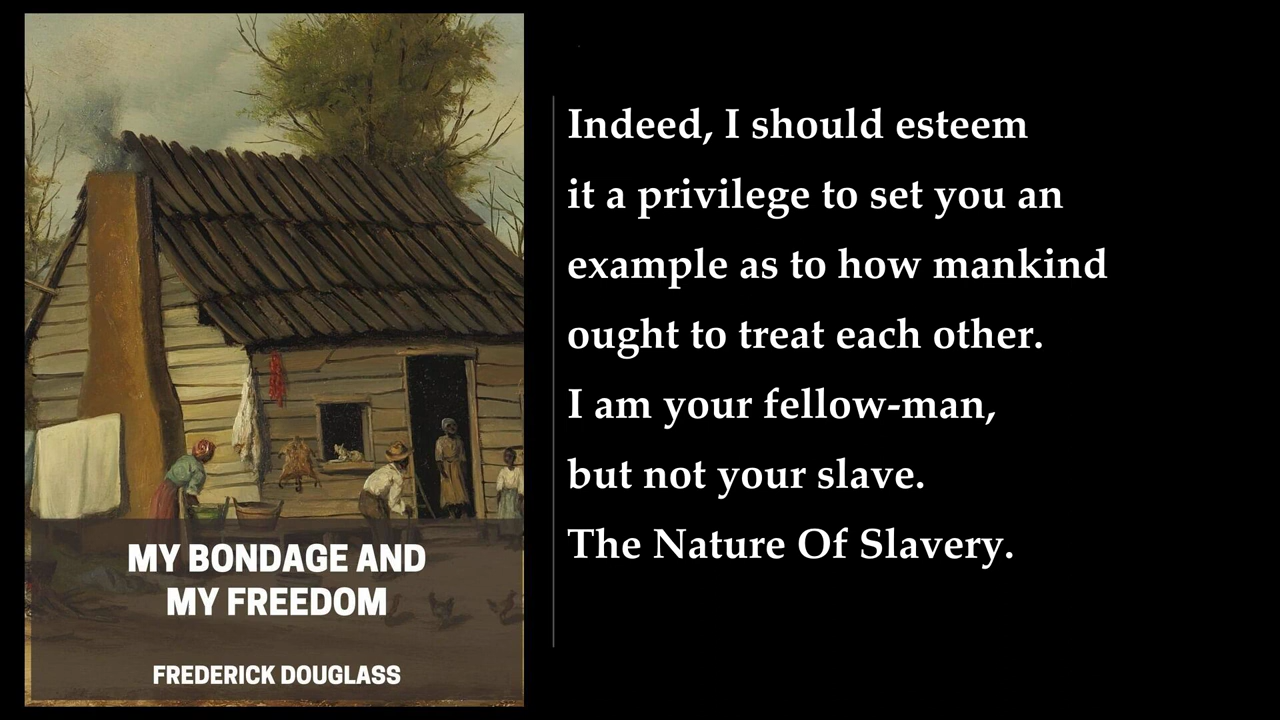 MY BONDAGE AND
MY FREEDOM
FREDERICK DOUGLASS
Indeed, I should esteem
it a privilege to set you an
example as to how mankind
ought to treat each other.
I am your fellow-man,
but not your slave.
The Nature Of Slavery.